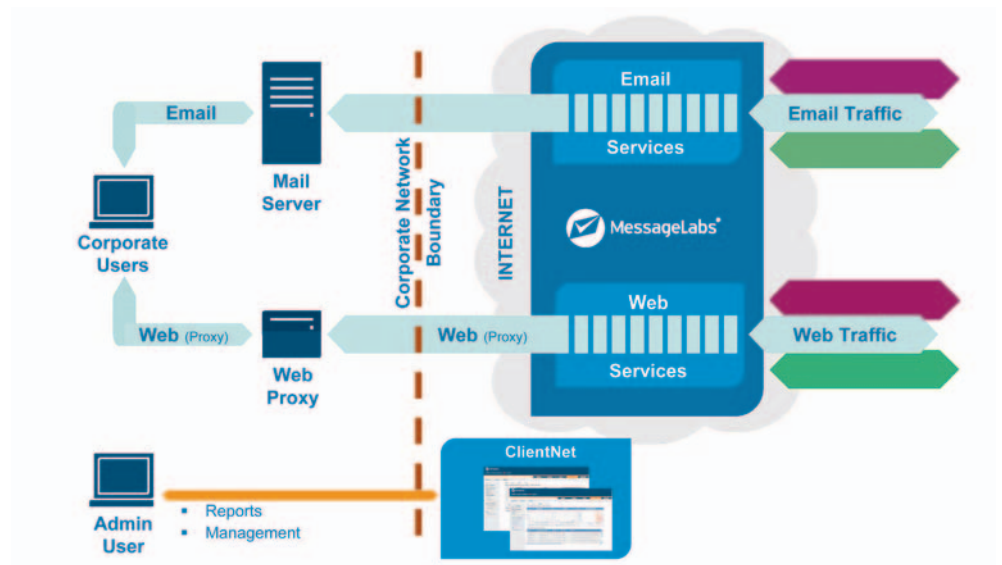 Email
Mail
Server
Corporate
Users
Web (Proxy)
Web
Proxy
Corporate Network
Boundary
Web (Proxy)
INTERNET
Email
Services
MessageLabs
Web
Services
Email Traffic
Web Traffic
Admin
User
▪ Reports
▪ Management
ClientNet